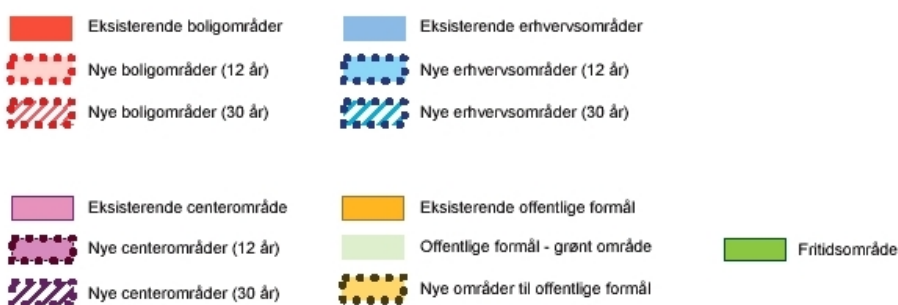 Eksisterende boligområder
Nye boligområder (12 år)
Nye boligområder (30 år)
Eksisterende erhvervsområder
Nye erhvervsområder (12 år)
Nye erhvervsområder (30 år)
Eksisterende centerområde
Nye centerområder (12 år)
Nye centerområder (30 år)
Eksisterende offentlige formål
Offentlige formål - grønt område
Nye områder til offentlige formål
Fritidsområde